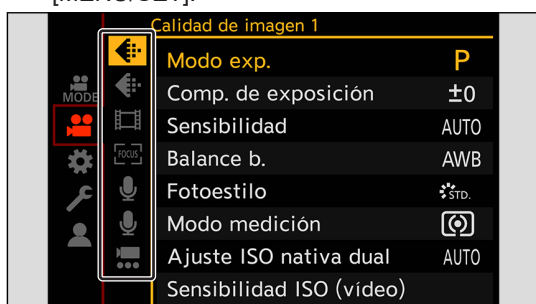 [MENU/SET].
Calidad de imagen 1
Modo exp. P
MODE Comp. de exposición ±0
Sensibilidad AUTO
FOCUS Balance b. AWB
Fotoestilo STD.
Modo medición
Ajuste ISO nativa dual AUTO
Sensibilidad ISO (vídeo)